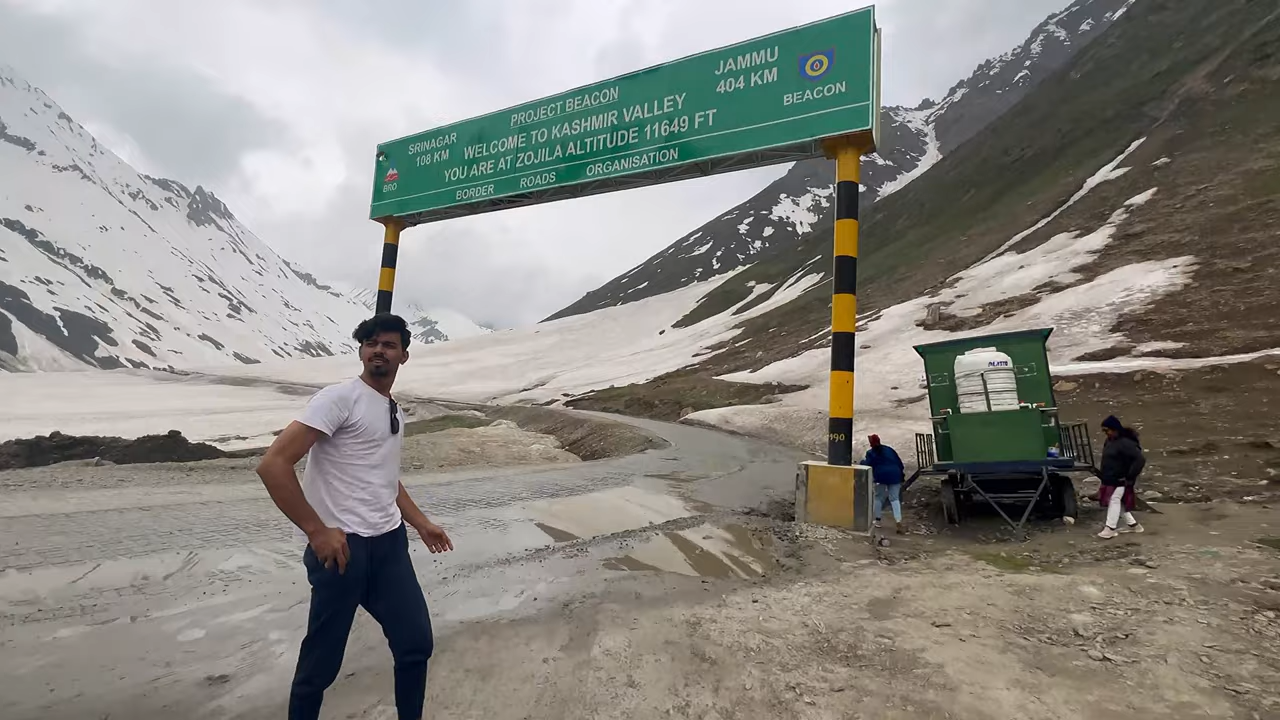 PROJECT BEACON
JAMMU
404 KM
SRINAGAR
108 KM
WELCOME TO KASHMIR VALLEY
YOU ARE AT ZOJILA ALTITUDE 11649 FT
BEACON
BRO
BORDER ROADS ORGANISATION
190